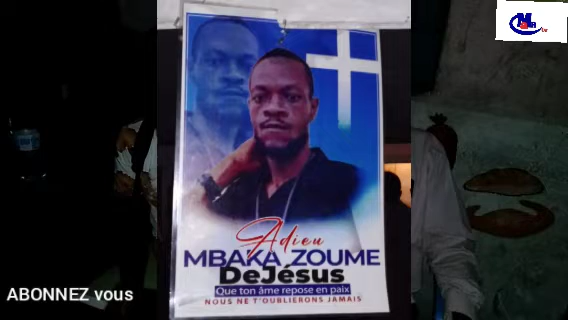 Adieu
MBAKA ZOUME
DeJésus
Que ton âme repose en paix
NOUS NE T'OUBLIERONS JAMAIS
ABONNEZ vous